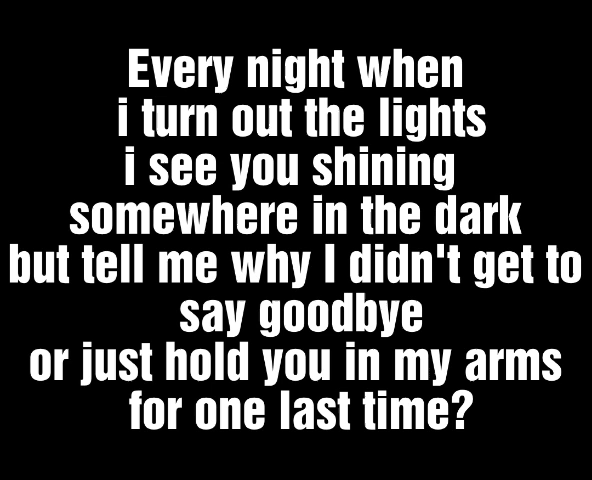 Every night when
i turn out the lights
i see you shining
somewhere in the dark
but tell me why I didn't get to
say goodbye
or just hold you in my arms
for one last time?